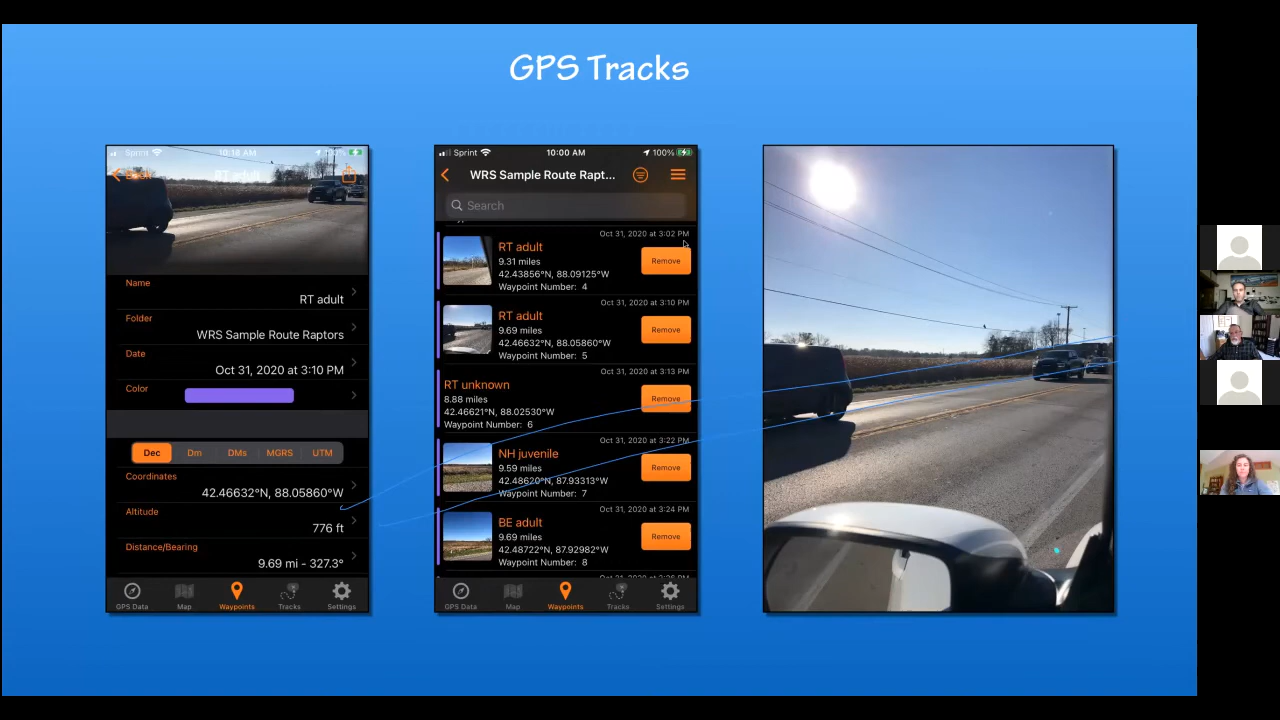 GPS Tracks
Sprint 10:18 AM 100%
RT adult
Name
RT adult
Folder
WRS Sample Route Raptors
Date
Oct 31, 2020 at 3:10 PM
Color
Dec Dm DMs MGRS UTM
Coordinates
42.46632°N, 88.05860°W
Altitude
776 ft
Distance/Bearing
9.69 mi - 327.3°
GPS Data Map Waypoints Tracks Settings
Sprint 10:00 AM 100%
WRS Sample Route Rapt...
Search
Oct 31, 2020 at 3:02 PM
RT adult
9.31 miles
Remove
42.43856°N, 88.09125°W
Waypoint Number: 4
Oct 31, 2020 at 3:10 PM
RT adult
9.69 miles
Remove
42.46632°N, 88.05860°W
Waypoint Number: 5
Oct 31, 2020 at 3:13 PM
RT unknown
8.88 miles
Remove
42.46621°N, 88.02530°W
Waypoint Number: 6
Oct 31, 2020 at 3:22 PM
NH juvenile
9.59 miles
Remove
42.48620°N, 87.93313°W
Waypoint Number: 7
Oct 31, 2020 at 3:24 PM
BE adult
9.69 miles
Remove
42.48722°N, 87.92982°W
Waypoint Number: 8
GPS Data Map Waypoints Tracks Settings